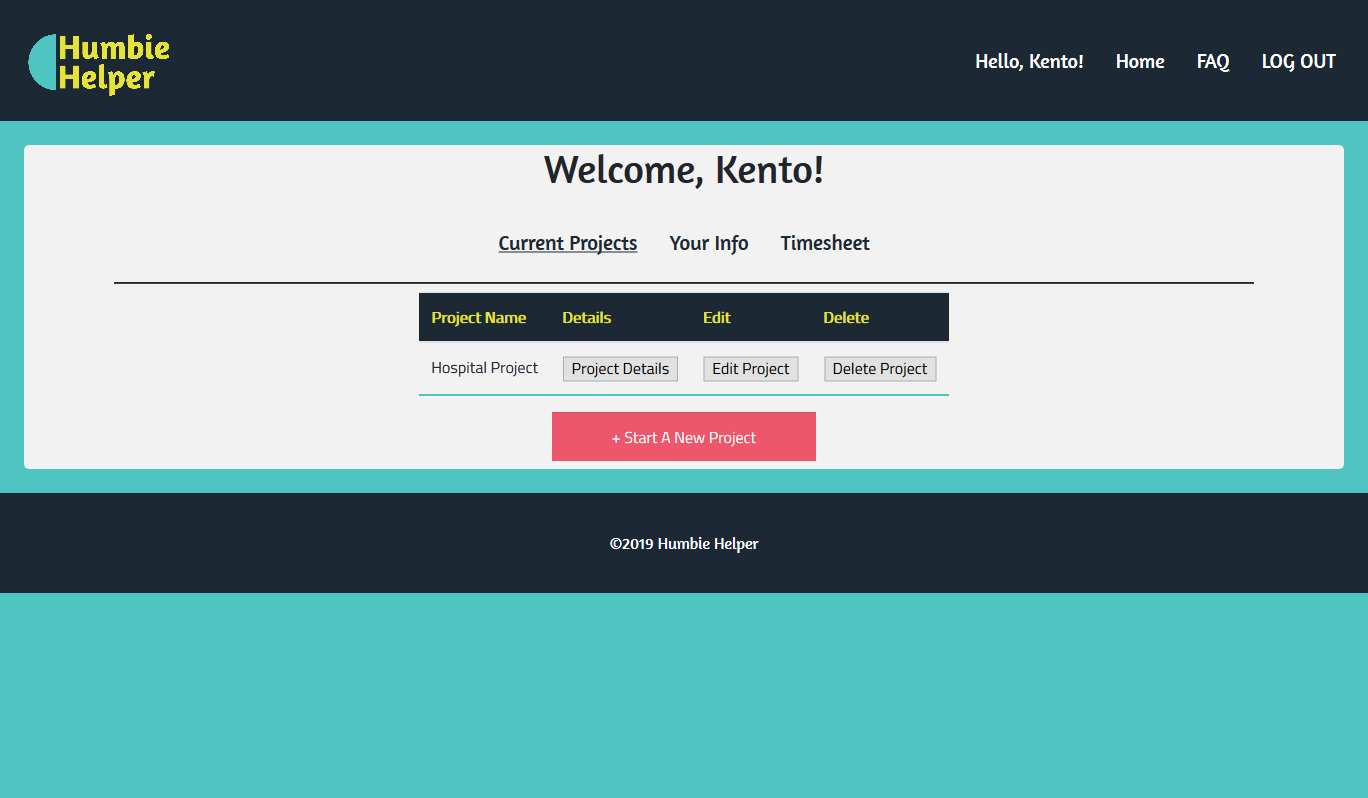 Humbie
Helper
Hello, Kento! Home FAQ LOG OUT
Welcome, Kento!
Current Projects Your Info Timesheet
Project Name Details Edit Delete
Hospital Project Project Details Edit Project Delete Project
+ Start A New Project
©2019 Humbie Helper